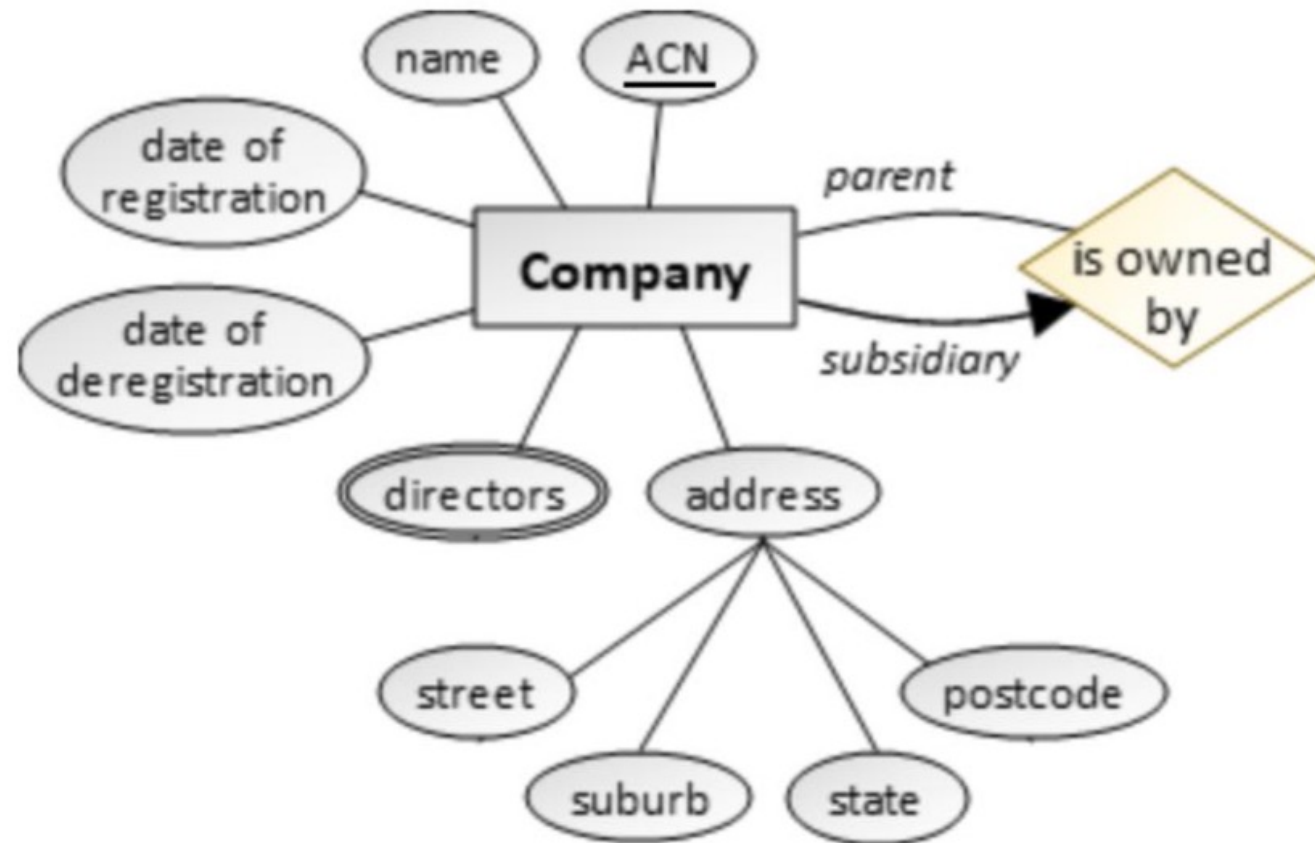 name
ACN
date of
registration
parent
Company
is owned
by
date of
deregistration
subsidiary
directors
address
street
postcode
suburb
state